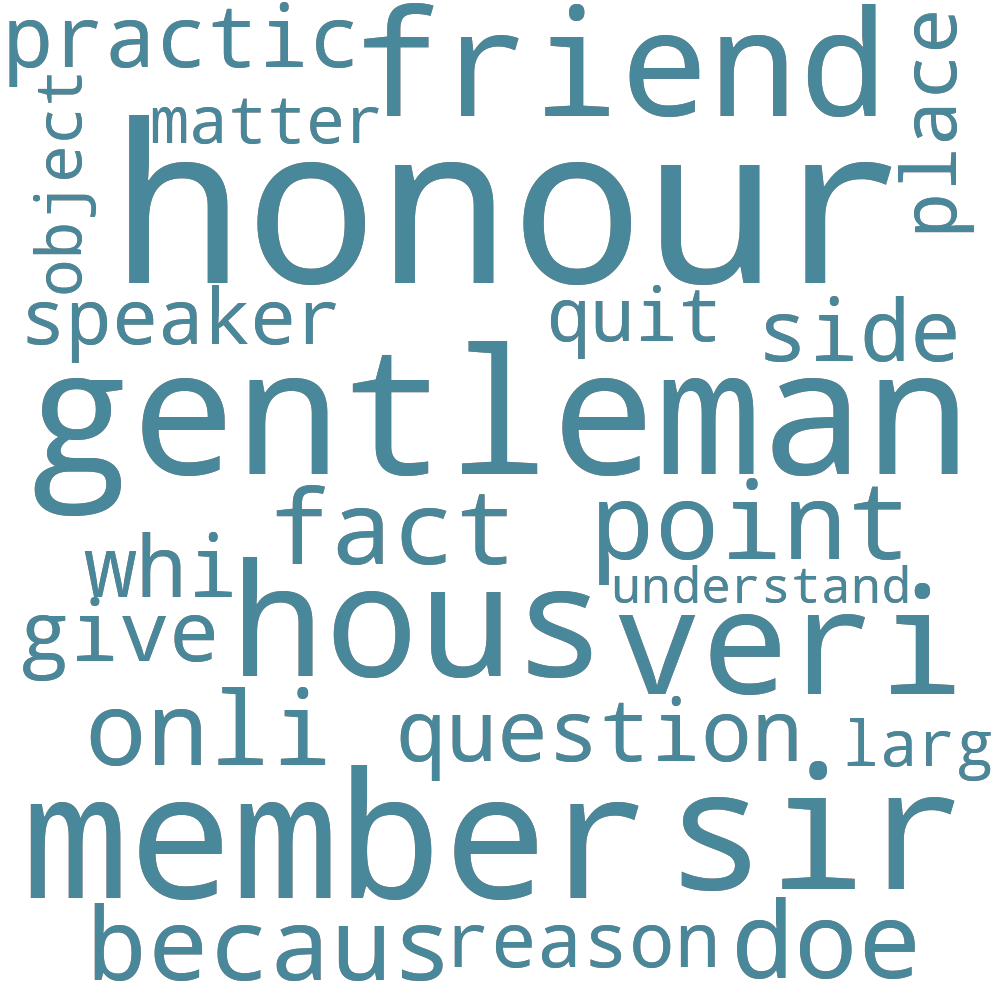 practic
friend
place
object
matter
honour
speaker
quit
side
gentleman
fact
point
whi
hous
understand
give
veri
onli
question
larg
member
sir
becaus
reason
doe